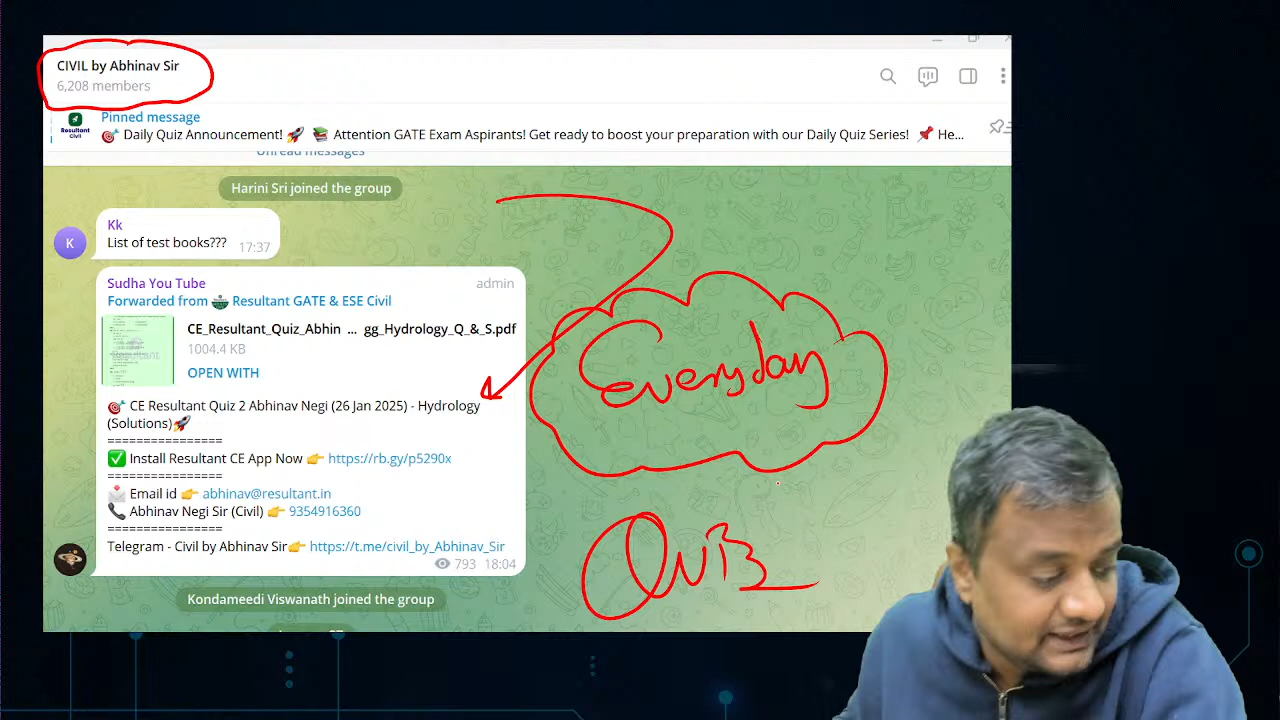 CIVIL by Abhinav Sir
6,208 members
Pinned message
🎯 Daily Quiz Announcement! 🚀 📚 Attention GATE Exam Aspirants! Get ready to boost your preparation with our Daily Quiz Series! 📌 He...
Resultant
Civil
Unread messages
Harini Sri joined the group
Kk
K
List of test books???
17:37
Sudha You Tube
admin
Forwarded from Resultant GATE & ESE Civil
CE_Resultant_Quiz_Abhin ... gg_Hydrology_Q_&_S.pdf
1004.4 KB
OPEN WITH
🎯 CE Resultant Quiz 2 Abhinav Negi (26 Jan 2025) - Hydrology
(Solutions)🚀
================
✅ Install Resultant CE App Now 👉 https://rb.gy/p5290x
================
📩 Email id 👉 abhinav@resultant.in
📞 Abhinav Negi Sir (Civil) 👉 9354916360
================
Telegram - Civil by Abhinav Sir👉 https://t.me/civil_by_Abhinav_Sir
793 18:04
Kondameedi Viswanath joined the group
everyday
Quiz